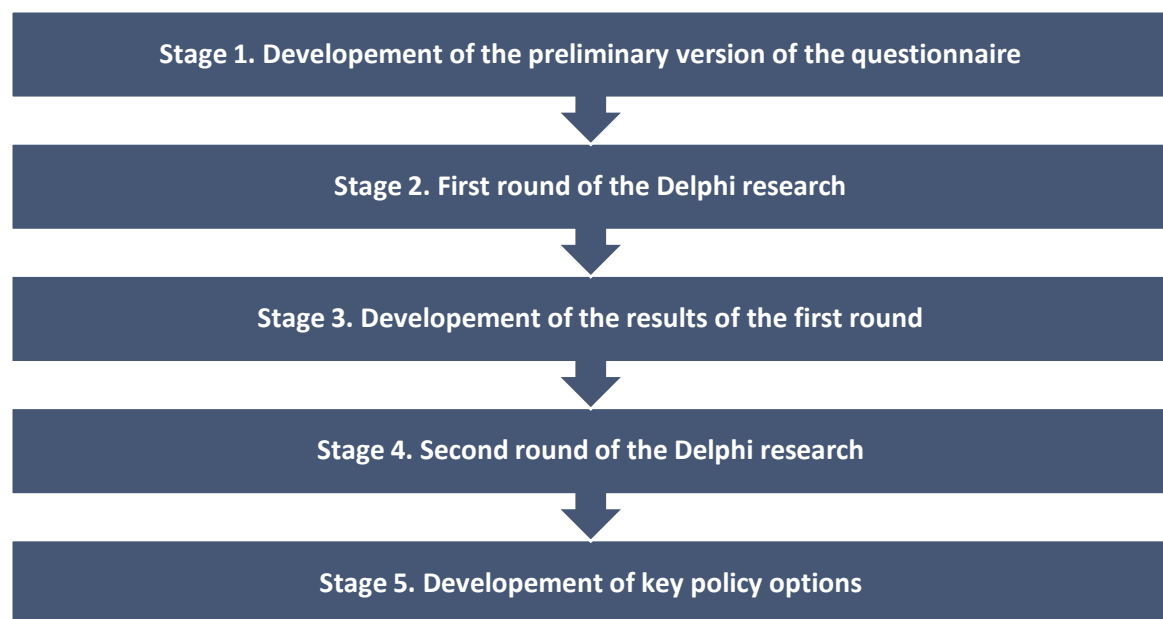 Stage 1. Developement of the preliminary version of the questionnaire
Stage 2. First round of the Delphi research
Stage 3. Developement of the results of the first round
Stage 4. Second round of the Delphi research
Stage 5. Developement of key policy options